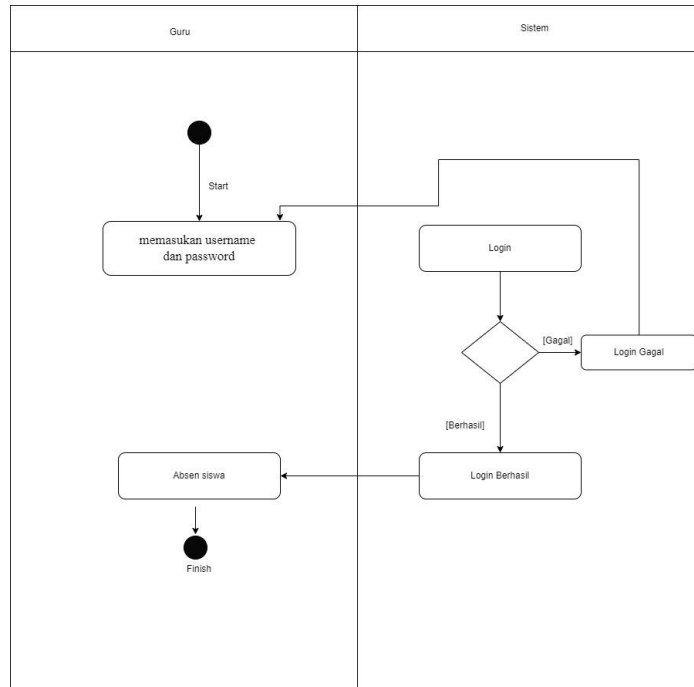 Guru
Sistem
Start
memasukan username
dan password
Login
[Gagal]
Login Gagal
[Berhasil]
Absen siswa
Login Berhasil
Finish